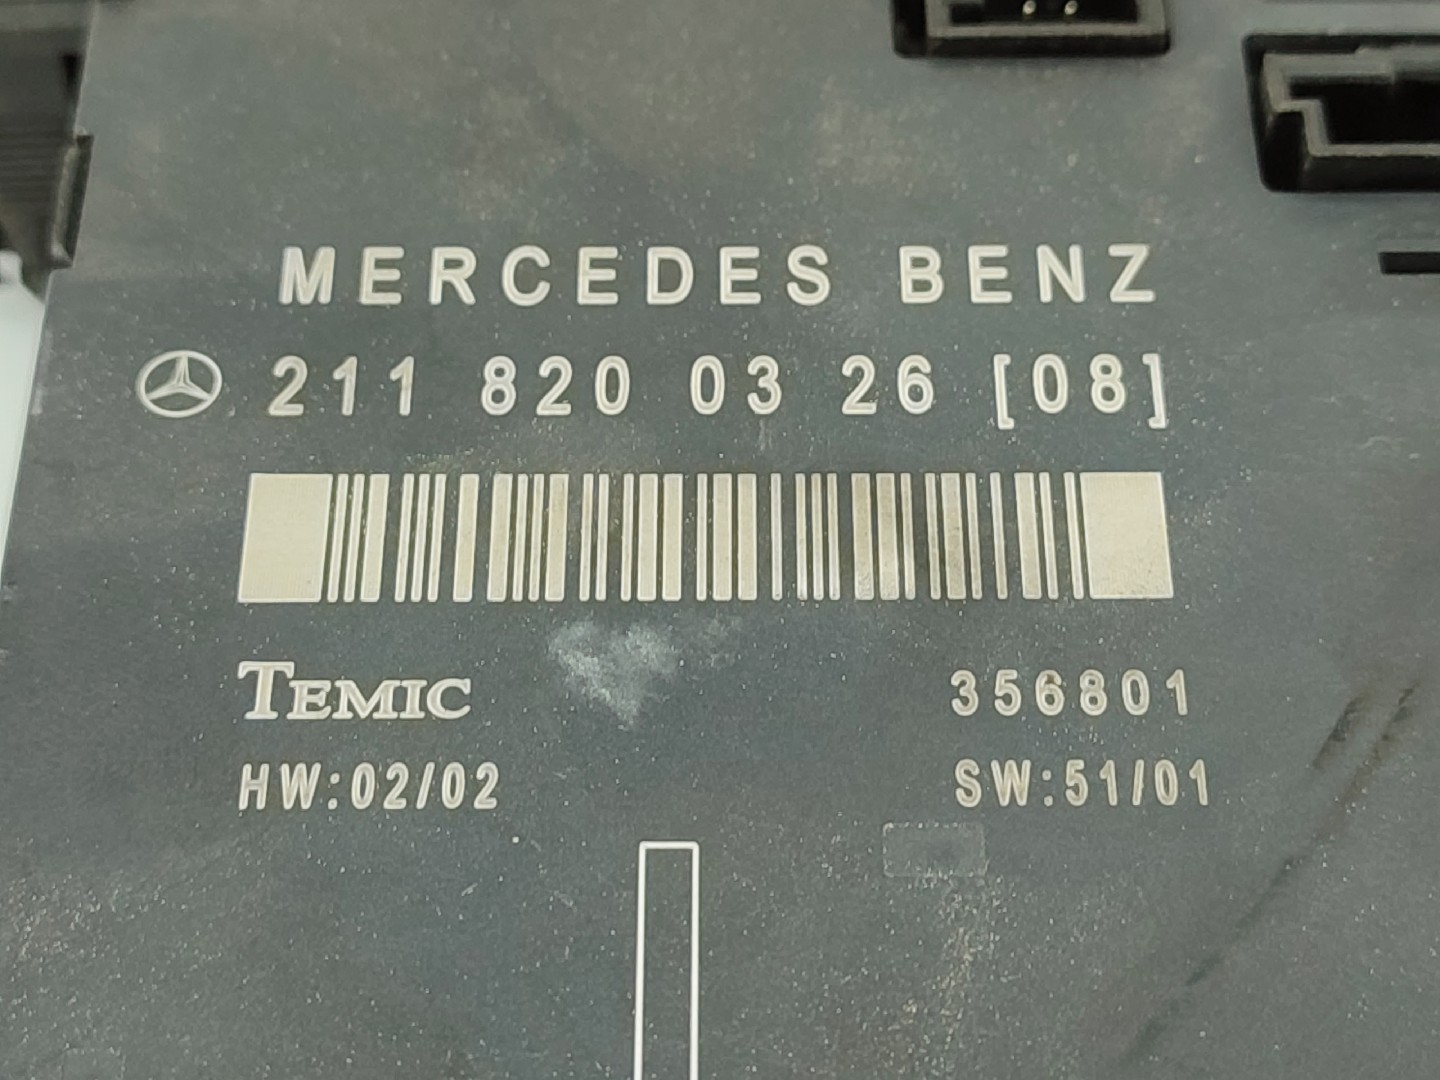 MERCEDES BENZ
211 820 03 26 [08]
TEMIC 356801
HW:02/02 SW:51/01